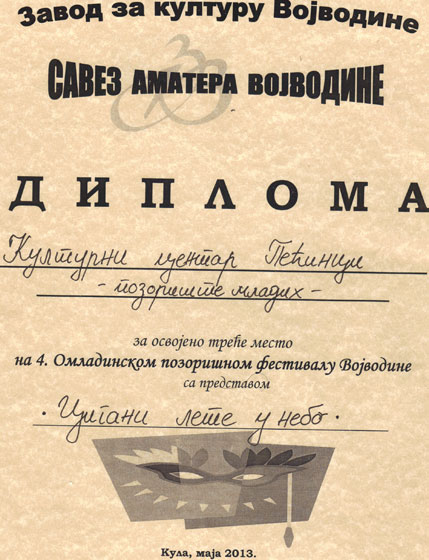 Завод за културу Војводине
САВЕЗ АМАТЕРА ВОЈВОДИНЕ
ДИПЛОМА
Културни центар Пећинци
- позориште младих -
за освојено треће место
на 4. Омладинском позоришном фестивалу Војводине
са представом
· Цигани лете у небо ·
Кула, маја 2013.